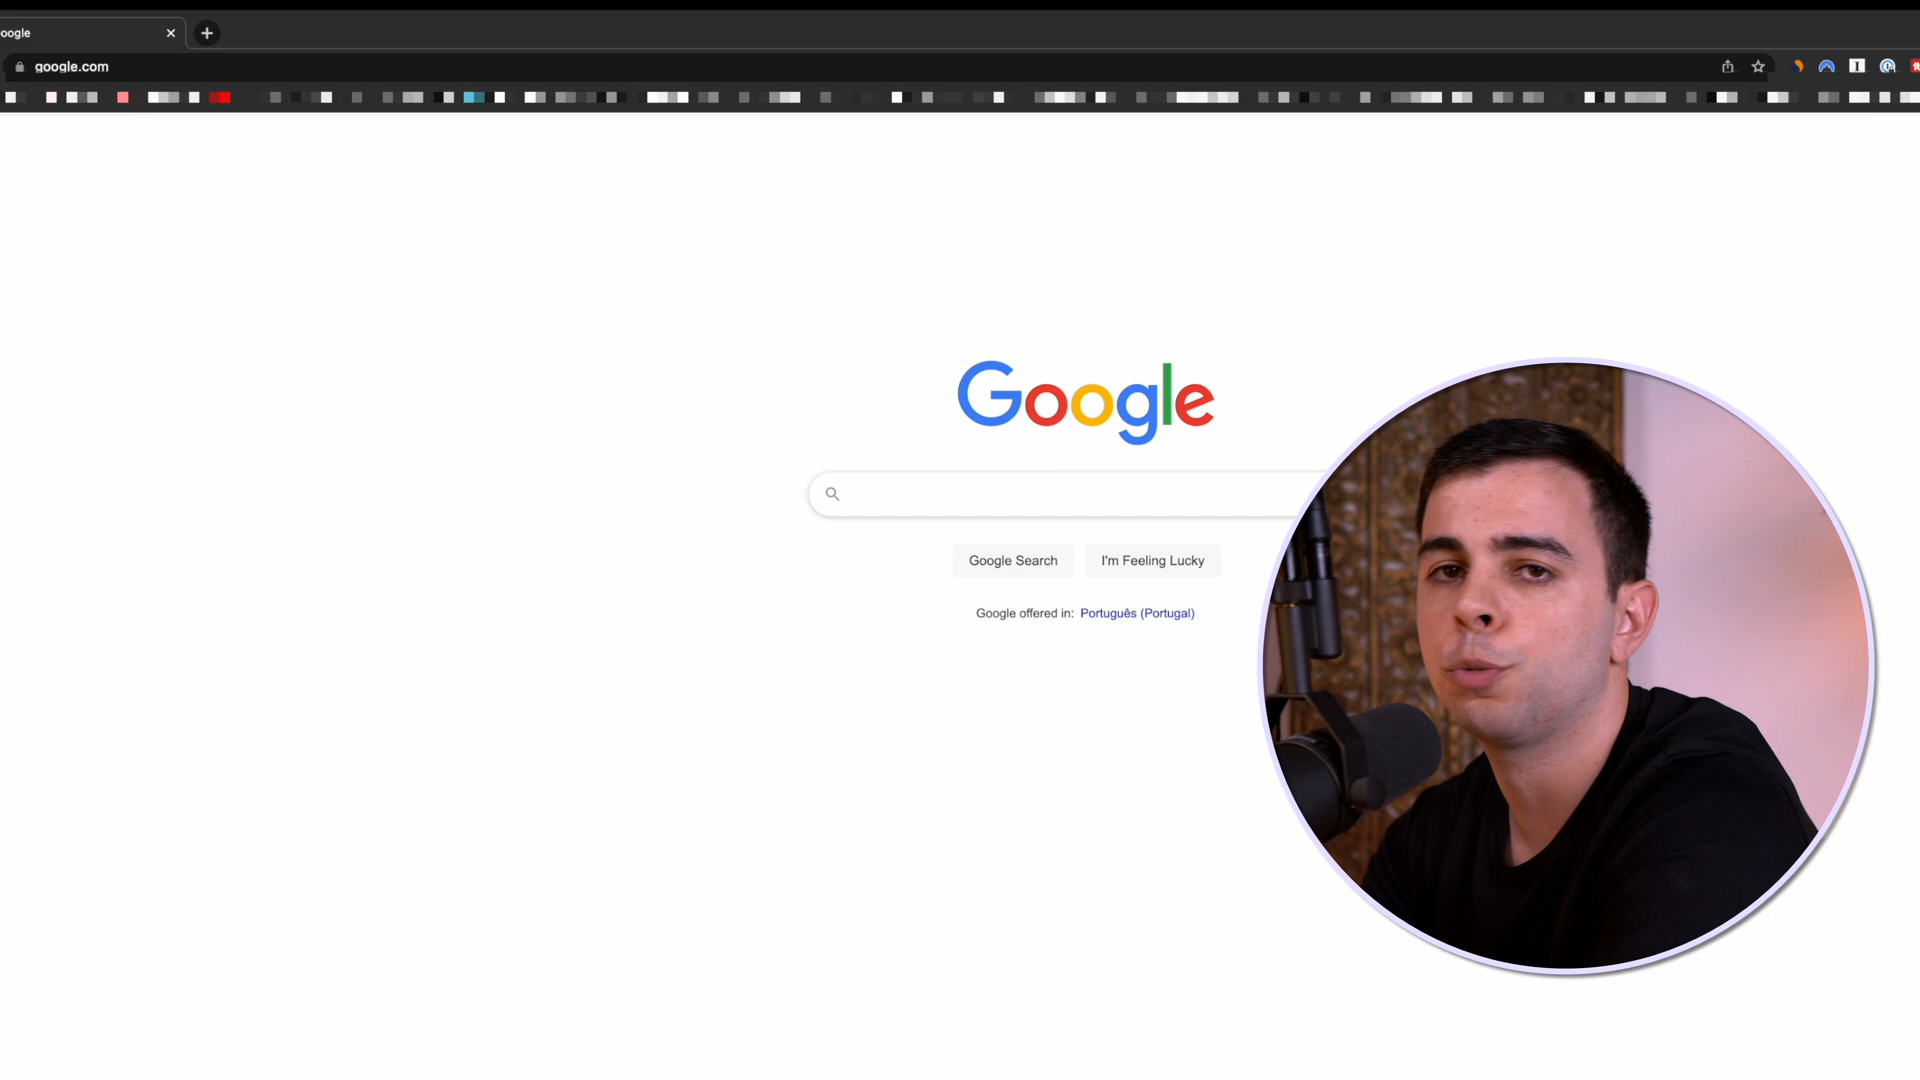 oogle
google.com
Google
Google Search
I'm Feeling Lucky
Google offered in: Português (Portugal)